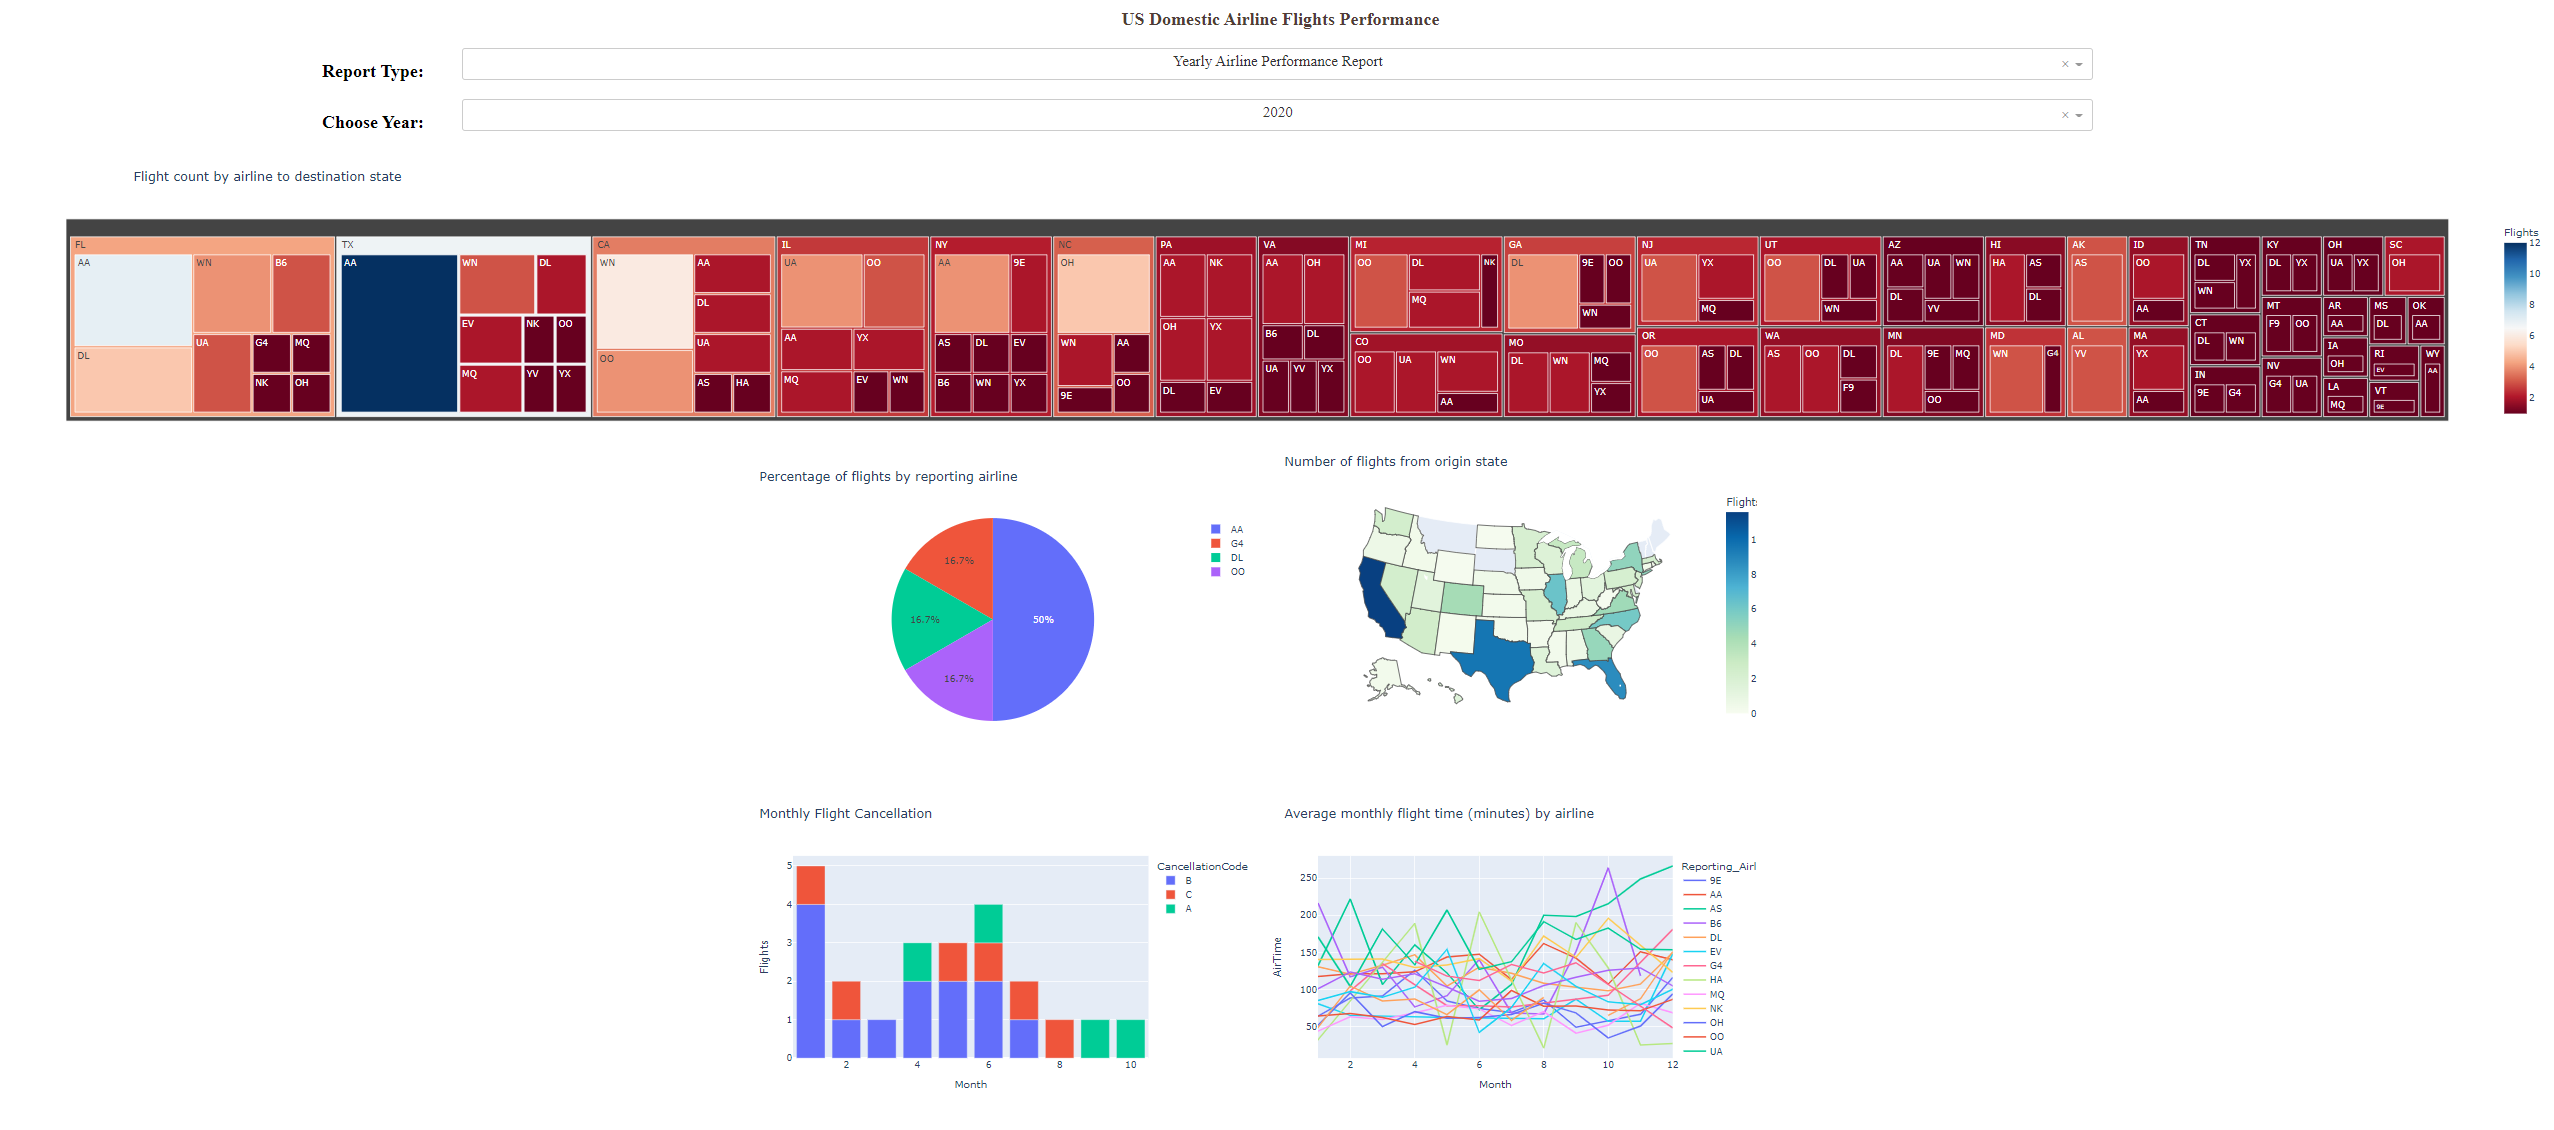 US Domestic Airline Flights Performance
Report Type:
Yearly Airline Performance Report
× 
Choose Year:
2020
×
Flight count by airline to destination state
FL
AA
WN
B6
DL
UA
G4
MQ
NK
OH
TX
AA
WN
DL
EV
NK
OO
MQ
YV
YX
CA
WN
AA
DL
OO
UA
AS
HA
IL
UA
OO
AA
YX
MQ
EV
WN
NY
AA
9E
AS
DL
EV
B6
WN
YX
NC
OH
WN
AA
9E
OO
PA
AA
NK
OH
YX
DL
EV
VA
AA
OH
B6
DL
UA
YV
YX
MI
OO
DL
NK
MQ
CO
OO
UA
WN
AA
GA
DL
9E
OO
WN
MO
DL
WN
MQ
YX
NJ
UA
YX
MQ
OR
OO
AS
DL
UA
UT
OO
DL
UA
WN
WA
AS
OO
DL
F9
AZ
AA
UA
WN
DL
YV
MN
DL
9E
MQ
OO
HI
HA
AS
DL
MD
WN
G4
AK
AS
AL
YV
ID
OO
AA
MA
YX
AA
TN
DL
YX
WN
CT
DL
WN
IN
9E
G4
KY
DL
YX
MT
F9
OO
NV
G4
UA
OH
UA
YX
AR
AA
IA
OH
LA
MQ
SC
OH
MS
DL
OK
AA
RI
EV
VT
9E
WY
AA
Flights
12
10
8
6
4
2
Percentage of flights by reporting airline
50%
16.7%
16.7%
16.7%
AA
G4
DL
OO
Number of flights from origin state
Flight
1
8
6
4
2
0
Monthly Flight Cancellation
Flights
5
4
3
2
1
0
2
4
6
8
10
Month
CancellationCode
B
C
A
Average monthly flight time (minutes) by airline
AirTime
250
200
150
100
50
2
4
6
8
10
12
Month
Reporting_Airl
9E
AA
AS
B6
DL
EV
G4
HA
MQ
NK
OH
OO
UA